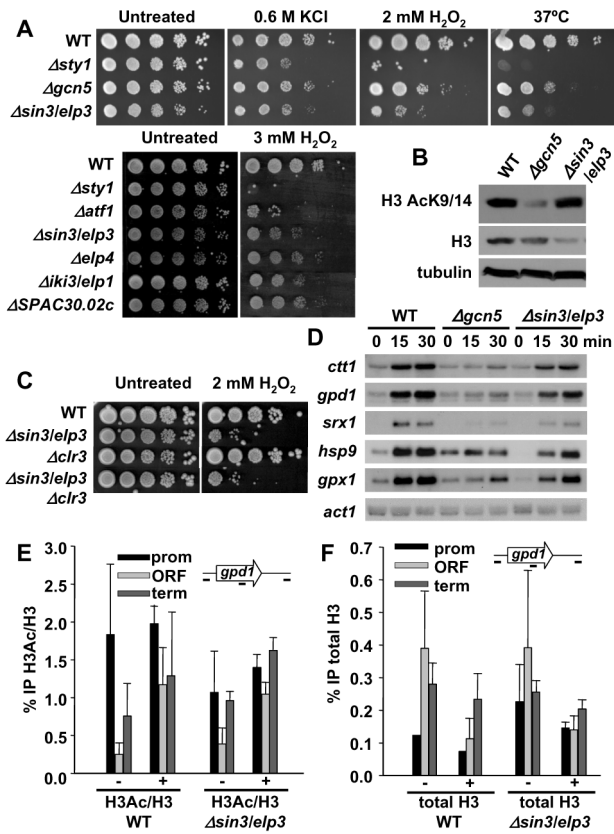 A
Untreated
0.6 M KCl
2 mM H₂O₂
37ºC
WT
Δsty1
Δgcn5
Δsin3/elp3
Untreated
3 mM H₂O₂
WT
Δsty1
Δatf1
Δsin3/elp3
Δelp4
Δiki3/elp1
ΔSPAC30.02c
B
WT
Δgcn5
Δsin3
/elp3
H3 AcK9/14
H3
tubulin
C
Untreated
2 mM H₂O₂
WT
Δsin3/elp3
Δclr3
Δsin3/elp3
Δclr3
D
WT
Δgcn5
Δsin3/elp3
0 15 30 0 15 30 0 15 30 min
ctt1
gpd1
srx1
hsp9
gpx1
act1
E
% IP H3Ac/H3
3.0
2.5
2.0
1.5
1.0
0.5
0.0
prom
ORF
term
gpd1
- + - +
H3Ac/H3 H3Ac/H3
WT Δsin3/elp3
F
% IP total H3
0.7
0.6
0.5
0.4
0.3
0.2
0.1
0.0
prom
ORF
term
gpd1
- + - +
total H3 total H3
WT Δsin3/elp3